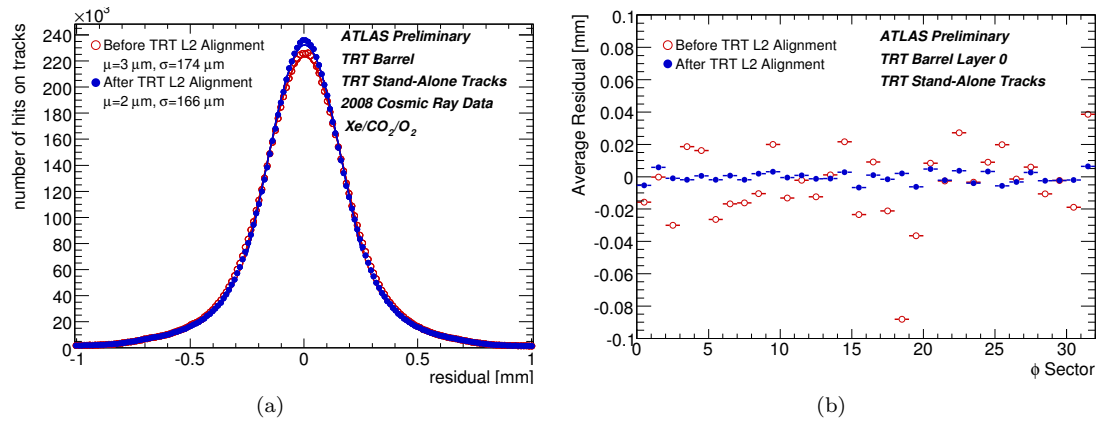 ×10³
number of hits on tracks
240
220
200
180
160
140
120
100
80
60
40
20
0
-1
-0.5
0
0.5
1
residual [mm]
Before TRT L2 Alignment
μ=3 μm, σ=174 μm
After TRT L2 Alignment
μ=2 μm, σ=166 μm
ATLAS Preliminary
TRT Barrel
TRT Stand-Alone Tracks
2008 Cosmic Ray Data
Xe/CO₂/O₂
(a)
Average Residual [mm]
0.1
0.08
0.06
0.04
0.02
0
-0.02
-0.04
-0.06
-0.08
-0.1
0
5
10
15
20
25
30
ϕ Sector
Before TRT L2 Alignment
After TRT L2 Alignment
ATLAS Preliminary
TRT Barrel Layer 0
TRT Stand-Alone Tracks
(b)